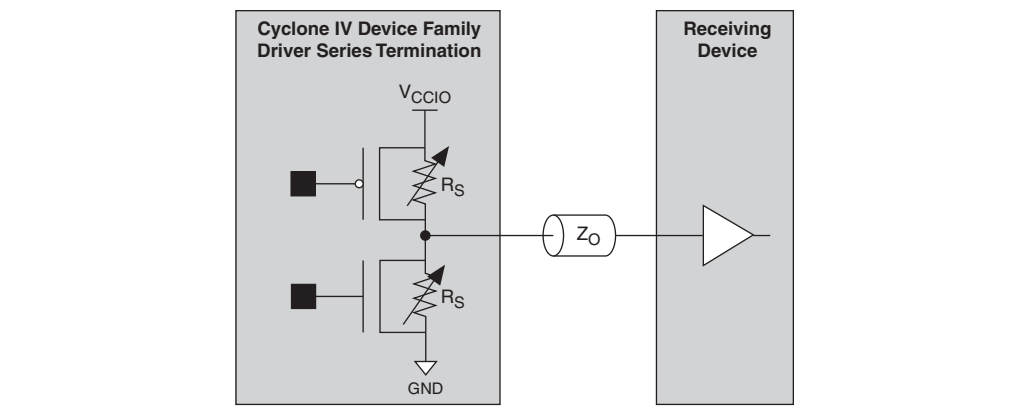 Cyclone IV Device Family
Driver Series Termination
Receiving
Device
VCCIO
RS
ZO
RS
GND